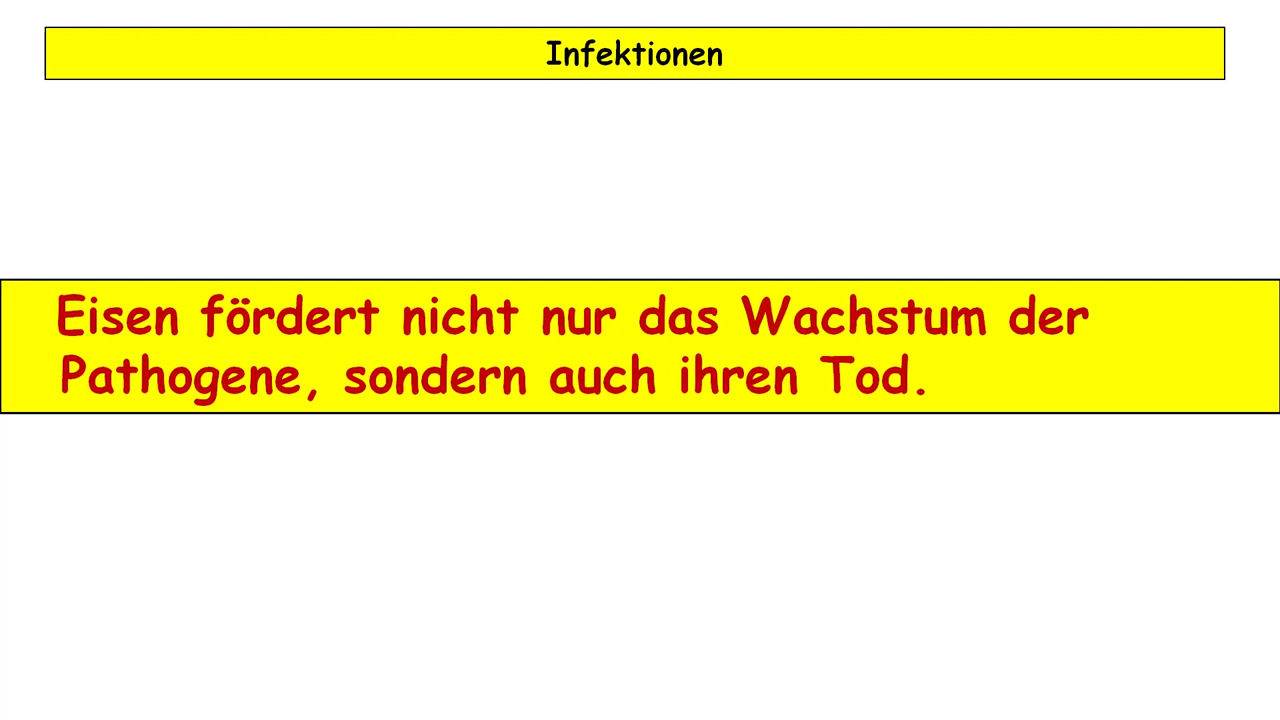 Infektionen
Eisen fördert nicht nur das Wachstum der
Pathogene, sondern auch ihren Tod.